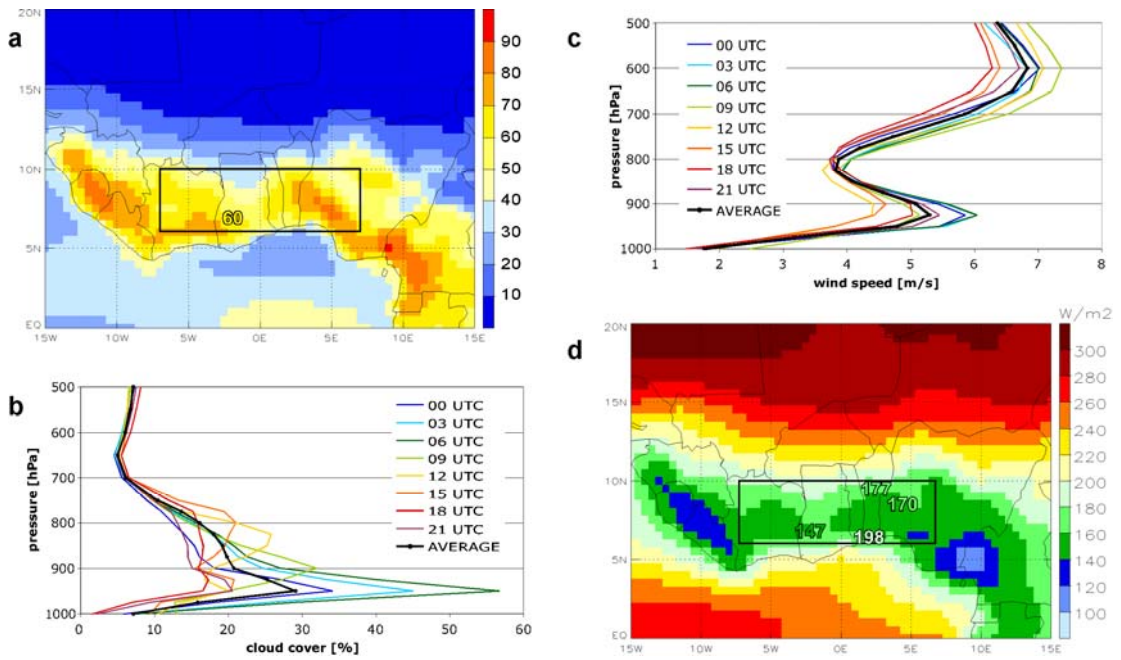 a
20N
15N
10N
5N
EQ
15W
10W
5W
0E
5E
10E
15E
60
90
80
70
60
50
40
30
20
10
b
500
600
700
800
900
1000
pressure [hPa]
0
10
20
30
40
50
60
cloud cover [%]
00 UTC
03 UTC
06 UTC
09 UTC
12 UTC
15 UTC
18 UTC
21 UTC
AVERAGE
c
500
600
700
800
900
1000
pressure [hPa]
1
2
3
4
5
6
7
8
wind speed [m/s]
00 UTC
03 UTC
06 UTC
09 UTC
12 UTC
15 UTC
18 UTC
21 UTC
AVERAGE
d
20N
15N
10N
5N
EQ
15W
10W
5W
0E
5E
10E
15E
177
170
147
198
W/m2
300
280
260
240
220
200
180
160
140
120
100